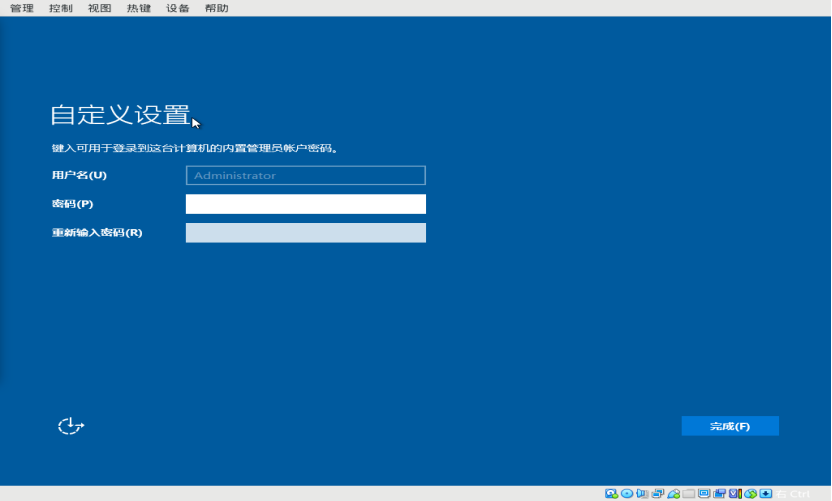 管理 控制 视图 热键 设备 帮助
自定义设置
键入可用于登录到这台计算机的内置管理员帐户密码。
用户名(U) Administrator
密码(P)
重新输入密码(R)
完成(F)
右 Ctrl